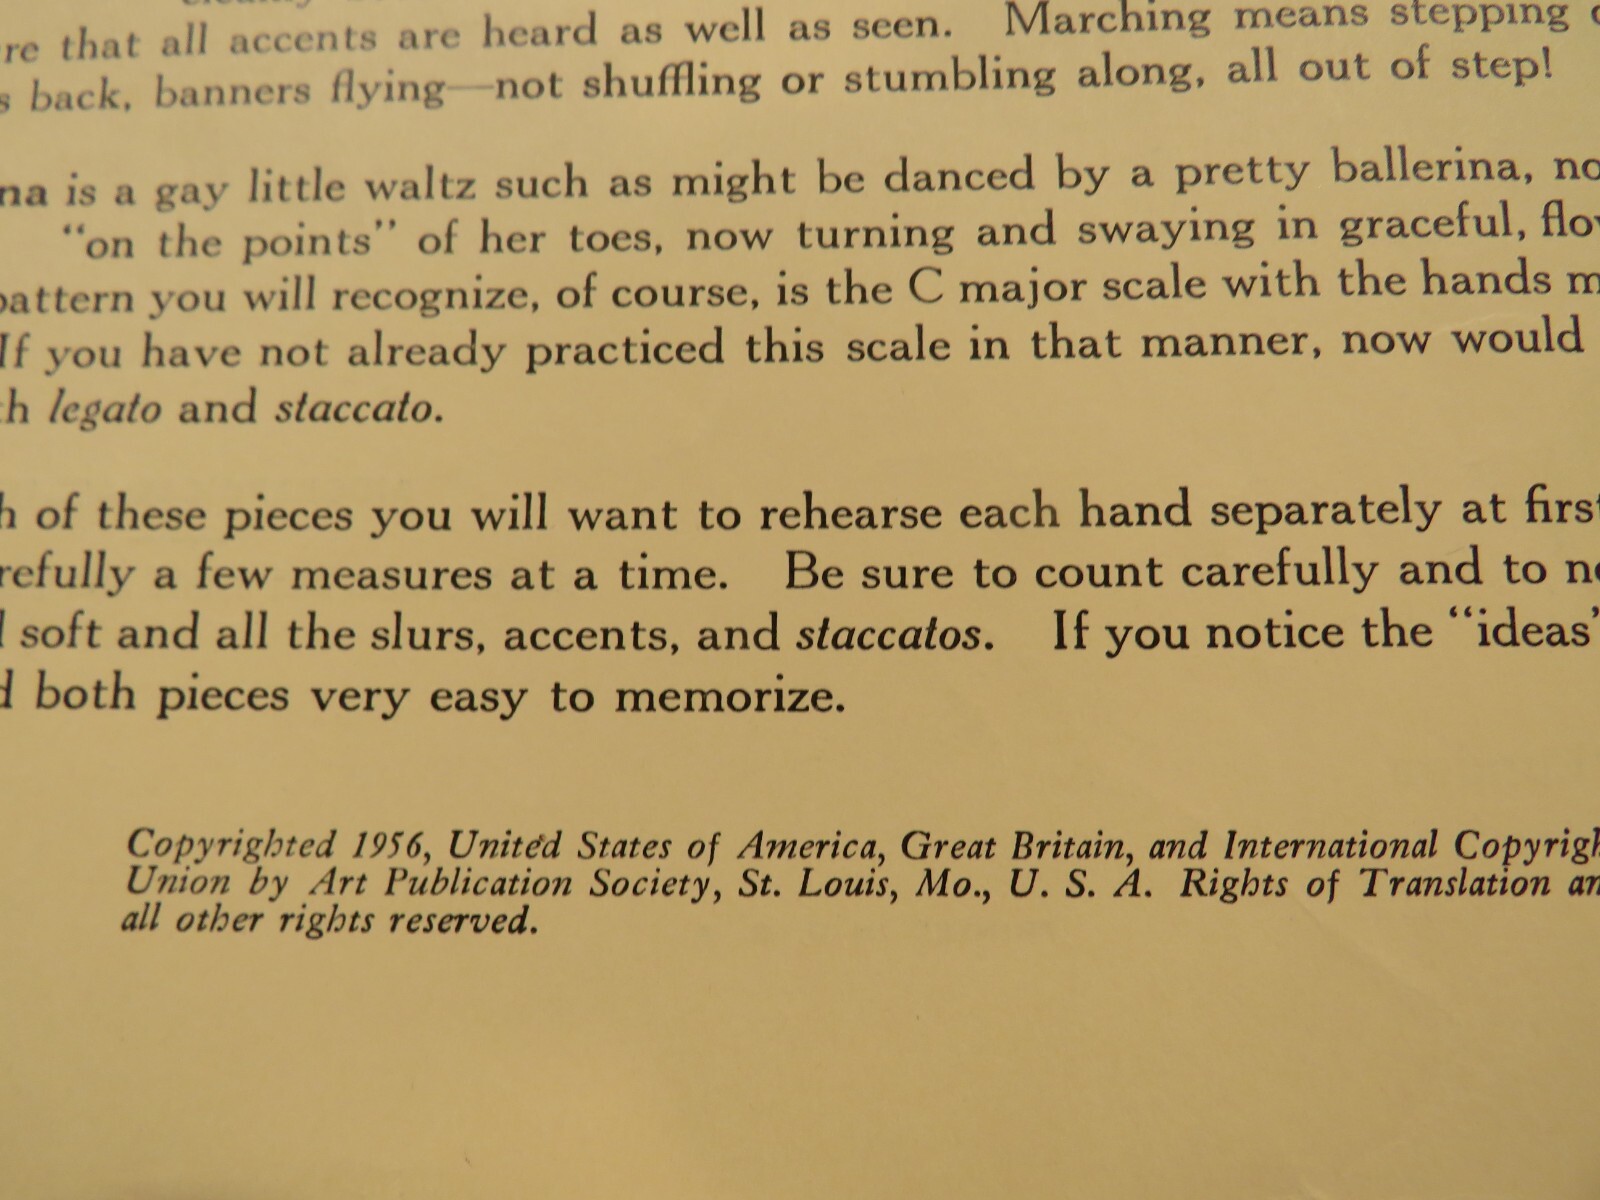 re that all accents are heard as well as seen. Marching means stepping
s back, banners flying—not shuffling or stumbling along, all out of step!
na is a gay little waltz such as might be danced by a pretty ballerina, no
"on the points" of her toes, now turning and swaying in graceful, flo
pattern you will recognize, of course, is the C major scale with the hands m
If you have not already practiced this scale in that manner, now would
th legato and staccato.
h of these pieces you will want to rehearse each hand separately at first
refully a few measures at a time. Be sure to count carefully and to no
d soft and all the slurs, accents, and staccatos. If you notice the "ideas"
d both pieces very easy to memorize.
Copyrighted 1956, United States of America, Great Britain, and International Copyrigh
Union by Art Publication Society, St. Louis, Mo., U. S. A. Rights of Translation an
all other rights reserved.